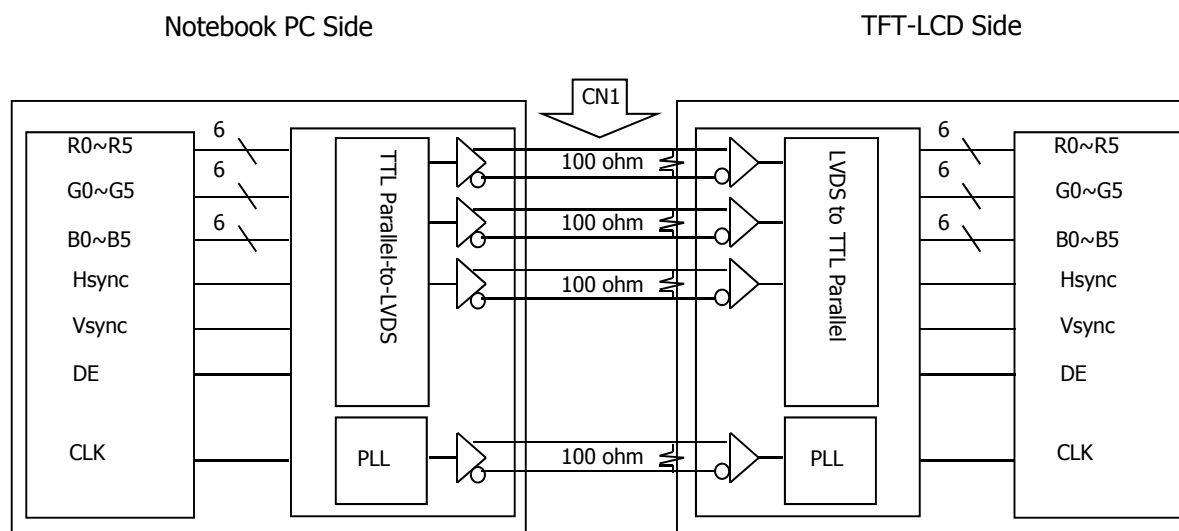 Notebook PC Side
TFT-LCD Side
CN1
R0~R5
6
G0~G5
6
B0~B5
6
Hsync
Vsync
DE
CLK
TTL Parallel-to-LVDS
PLL
100 ohm
100 ohm
100 ohm
100 ohm
LVDS to TTL Parallel
PLL
6
R0~R5
6
G0~G5
6
B0~B5
Hsync
Vsync
DE
CLK